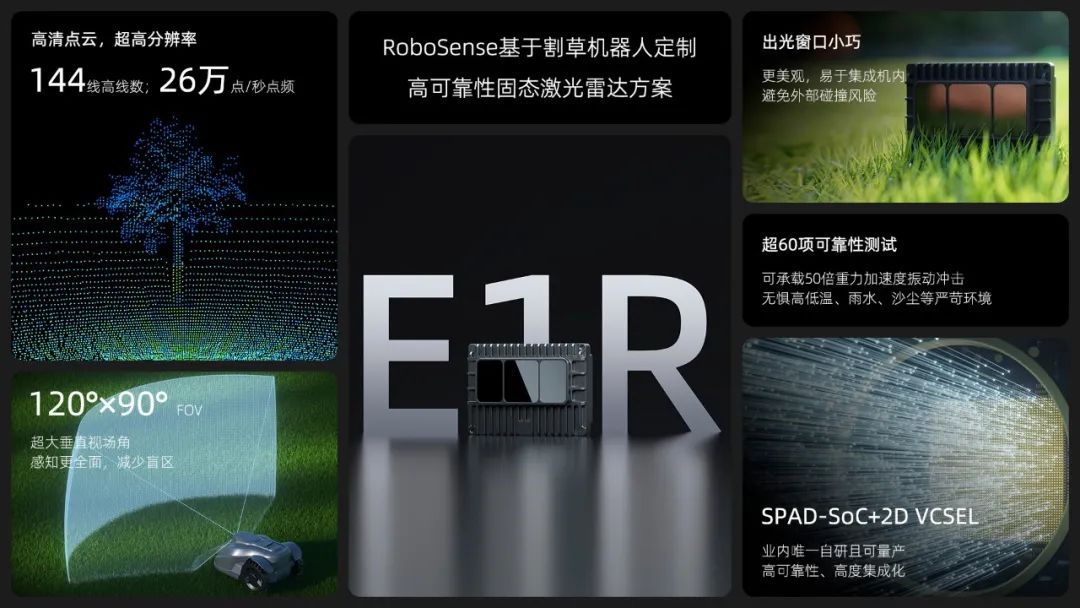 高清点云，超高分辨率
144线高线数；26万点/秒点频
120°×90° FOV
超大垂直视场角
感知更全面，减少盲区
RoboSense基于割草机器人定制
高可靠性固态激光雷达方案
E1R
出光窗口小巧
更美观，易于集成机内
避免外部碰撞风险
超60项可靠性测试
可承载50倍重力加速度振动冲击
无惧高低温、雨水、沙尘等严苛环境
SPAD-SoC+2D VCSEL
业内唯一自研且可量产
高可靠性、高度集成化